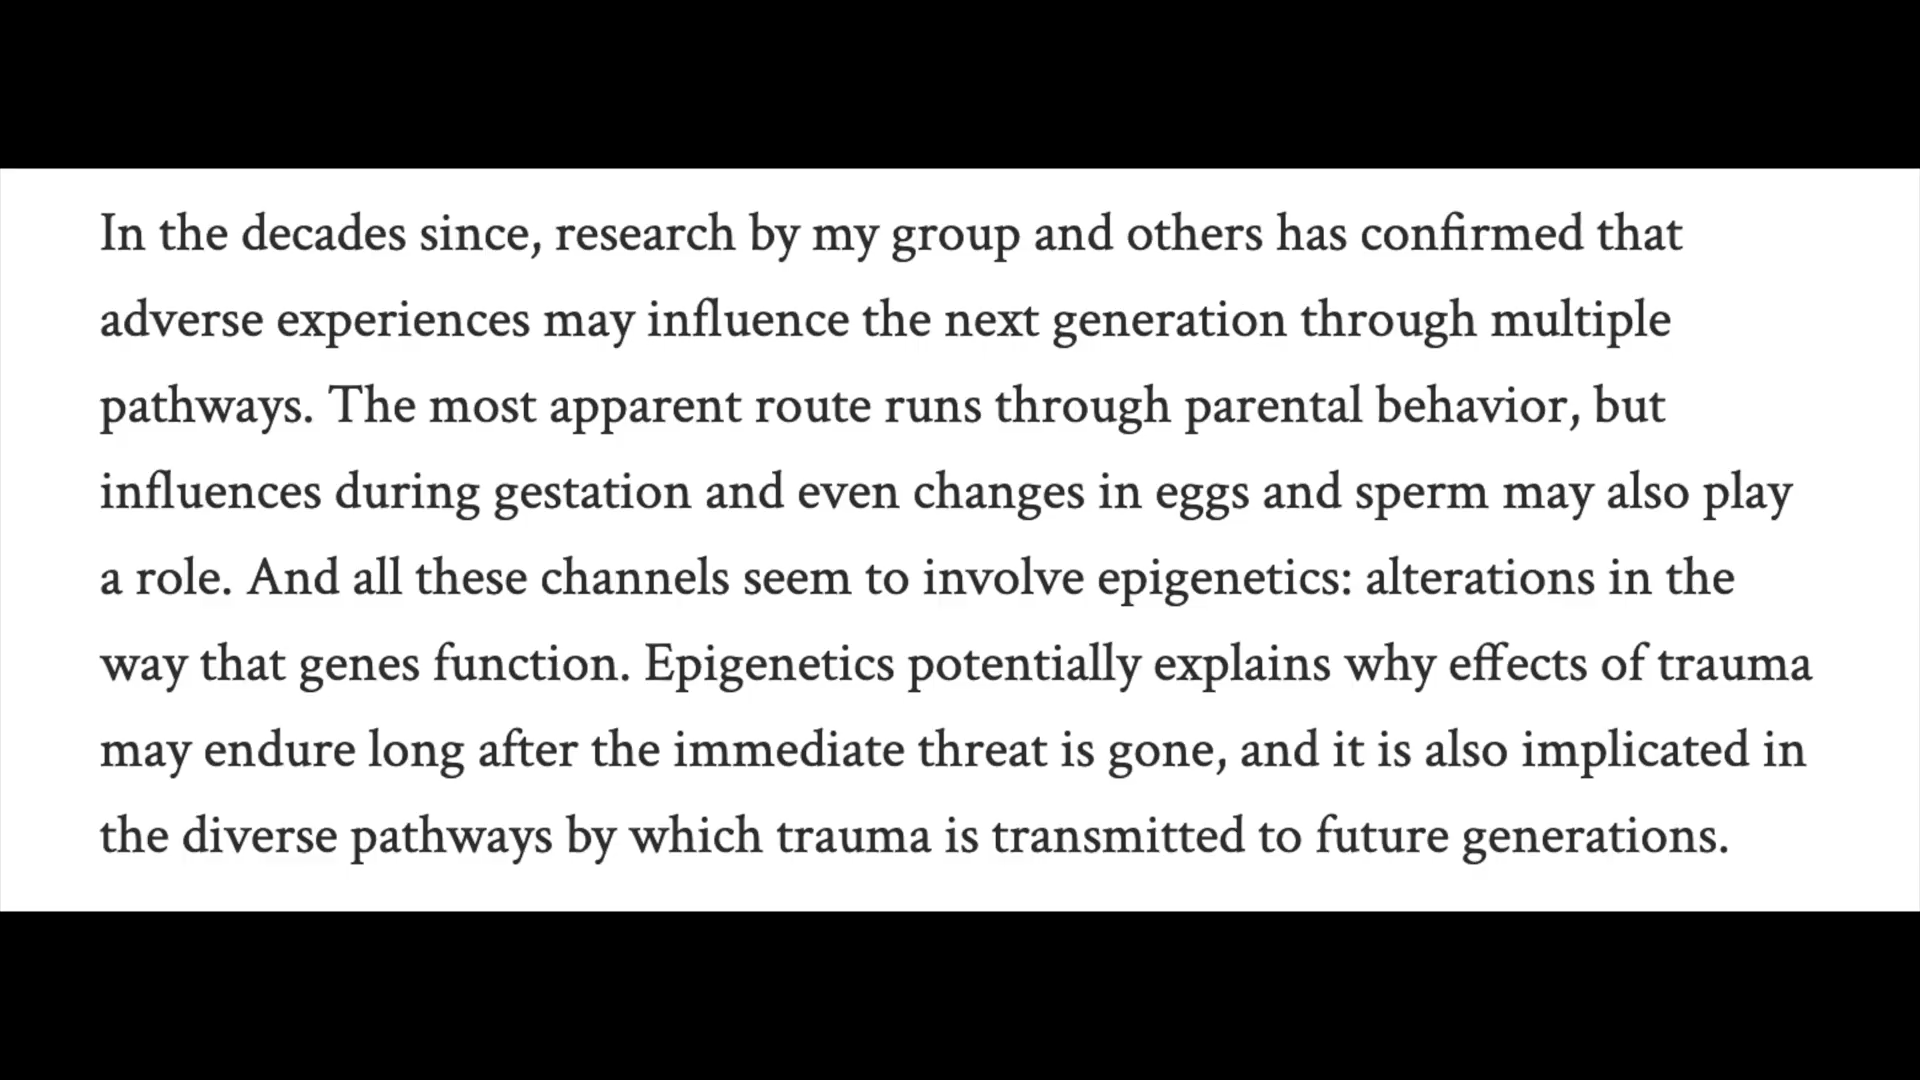 In the decades since, research by my group and others has confirmed that
adverse experiences may influence the next generation through multiple
pathways. The most apparent route runs through parental behavior, but
influences during gestation and even changes in eggs and sperm may also play
a role. And all these channels seem to involve epigenetics: alterations in the
way that genes function. Epigenetics potentially explains why effects of trauma
may endure long after the immediate threat is gone, and it is also implicated in
the diverse pathways by which trauma is transmitted to future generations.